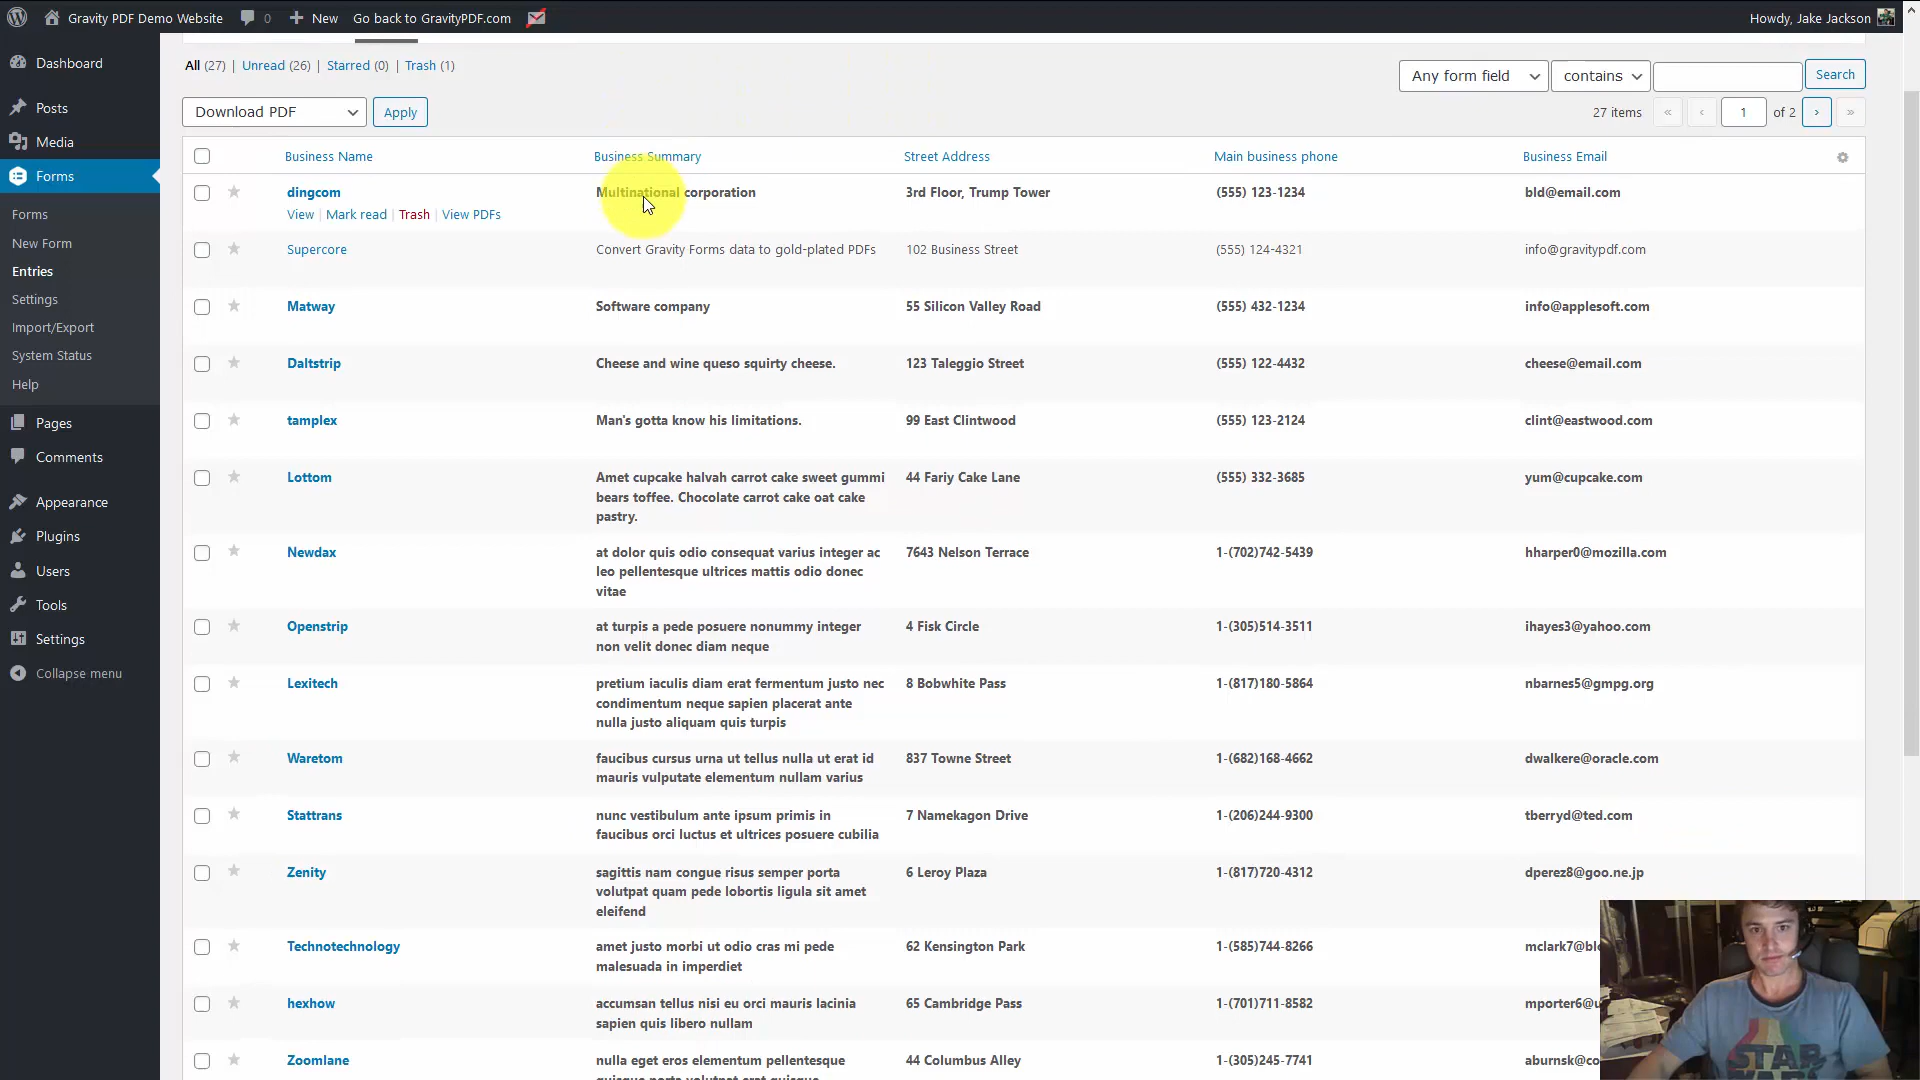 Gravity PDF Demo Website 0 New Go back to GravityPDF.com Howdy, Jake Jackson
Dashboard
Posts
Media
Forms
Forms
New Form
Entries
Settings
Import/Export
System Status
Help
Pages
Comments
Appearance
Plugins
Users
Tools
Settings
Collapse menu
All (27) | Unread (26) | Starred (0) | Trash (1)
Any form field contains Search
Download PDF Apply 27 items « ‹ 1 of 2 › »
Business Name Business Summary Street Address Main business phone Business Email
dingcom Multinational corporation 3rd Floor, Trump Tower (555) 123-1234 bld@email.com
View | Mark read | Trash | View PDFs
Supercore Convert Gravity Forms data to gold-plated PDFs 102 Business Street (555) 124-4321 info@gravitypdf.com
Matway Software company 55 Silicon Valley Road (555) 432-1234 info@applesoft.com
Daltstrip Cheese and wine queso squirty cheese. 123 Taleggio Street (555) 122-4432 cheese@email.com
tamplex Man's gotta know his limitations. 99 East Clintwood (555) 123-2124 clint@eastwood.com
Lottom Amet cupcake halvah carrot cake sweet gummi 44 Fariy Cake Lane (555) 332-3685 yum@cupcake.com
bears toffee. Chocolate carrot cake oat cake
pastry.
Newdax at dolor quis odio consequat varius integer ac 7643 Nelson Terrace 1-(702)742-5439 hharper0@mozilla.com
leo pellentesque ultrices mattis odio donec
vitae
Openstrip at turpis a pede posuere nonummy integer 4 Fisk Circle 1-(305)514-3511 ihayes3@yahoo.com
non velit donec diam neque
Lexitech pretium iaculis diam erat fermentum justo nec 8 Bobwhite Pass 1-(817)180-5864 nbarnes5@gmpg.org
condimentum neque sapien placerat ante
nulla justo aliquam quis turpis
Waretom faucibus cursus urna ut tellus nulla ut erat id 837 Towne Street 1-(682)168-4662 dwalkere@oracle.com
mauris vulputate elementum nullam varius
Stattrans nunc vestibulum ante ipsum primis in 7 Namekagon Drive 1-(206)244-9300 tberryd@ted.com
faucibus orci luctus et ultrices posuere cubilia
Zenity sagittis nam congue risus semper porta 6 Leroy Plaza 1-(817)720-4312 dperez8@goo.ne.jp
volutpat quam pede lobortis ligula sit amet
eleifend
Technotechnology amet justo morbi ut odio cras mi pede 62 Kensington Park 1-(585)744-8266 mclark7@bl
malesuada in imperdiet
hexhow accumsan tellus nisi eu orci mauris lacinia 65 Cambridge Pass 1-(701)711-8582 mporter6@u
sapien quis libero nullam
Zoomlane nulla eget eros elementum pellentesque 44 Columbus Alley 1-(305)245-7741 aburnsk@co
STAR